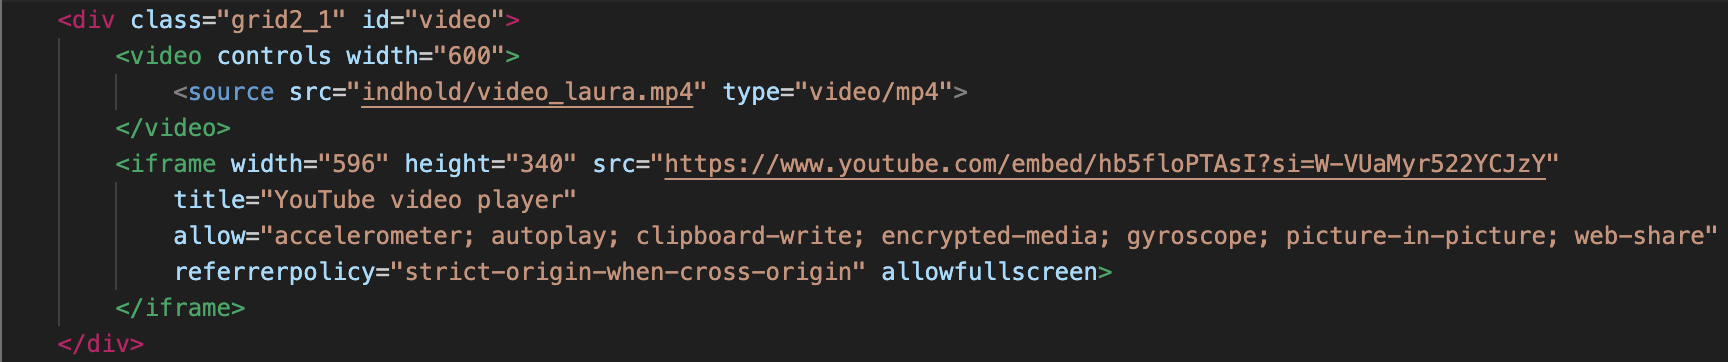 <div class="grid2_1" id="video">
<video controls width="600">
<source src="indhold/video_laura.mp4" type="video/mp4">
</video>
<iframe width="596" height="340" src="https://www.youtube.com/embed/hb5floPTAsI?si=W-VUaMyr522YCJzY"
title="YouTube video player"
allow="accelerometer; autoplay; clipboard-write; encrypted-media; gyroscope; picture-in-picture; web-share"
referrerpolicy="strict-origin-when-cross-origin" allowfullscreen>
</iframe>
</div>